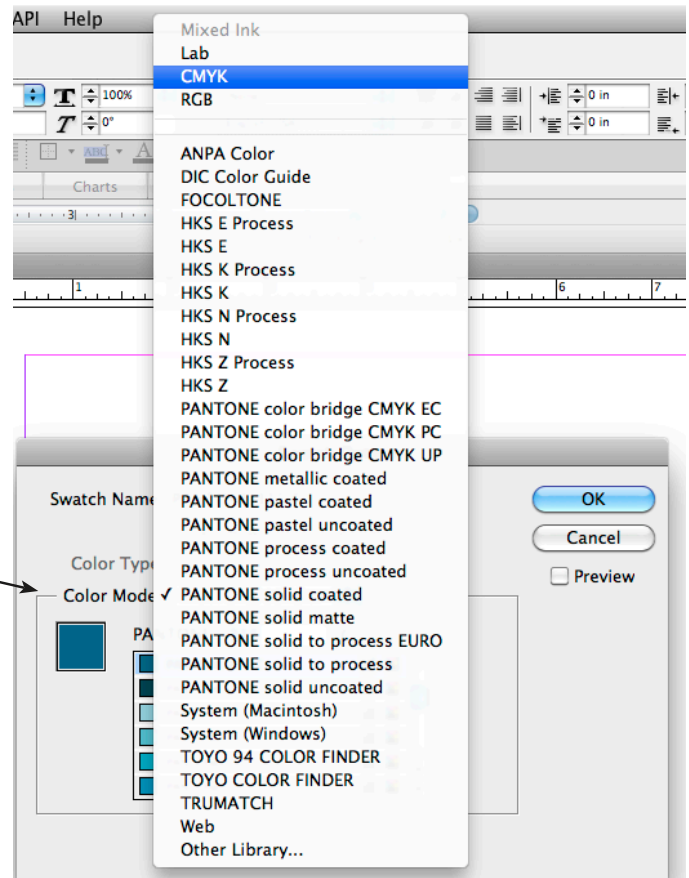 API Help
Mixed Ink
Lab
CMYK
RGB
100%
0 in
T
0°
0 in
Charts
3
1
6
7
ANPA Color
DIC Color Guide
FOCOLTONE
HKS E Process
HKS E
HKS K Process
HKS K
HKS N Process
HKS N
HKS Z Process
HKS Z
PANTONE color bridge CMYK EC
PANTONE color bridge CMYK PC
PANTONE color bridge CMYK UP
PANTONE metallic coated
PANTONE pastel coated
PANTONE pastel uncoated
PANTONE process coated
PANTONE process uncoated
✓ PANTONE solid coated
PANTONE solid matte
PANTONE solid to process EURO
PANTONE solid to process
PANTONE solid uncoated
System (Macintosh)
System (Windows)
TOYO 94 COLOR FINDER
TOYO COLOR FINDER
TRUMATCH
Web
Other Library...
Swatch Name
Color Type
Color Mode
PA
OK
Cancel
Preview